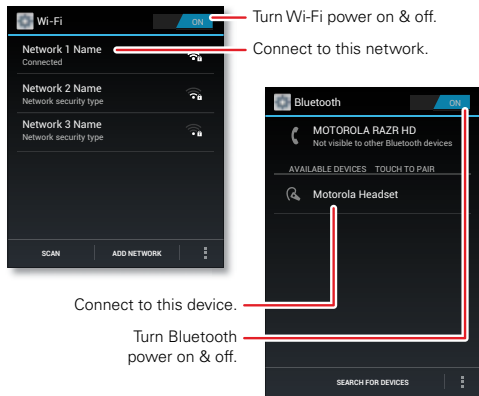 Wi-Fi
ON
Turn Wi-Fi power on & off.
Network 1 Name
Connected
Connect to this network.
Network 2 Name
Network security type
Network 3 Name
Network security type
SCAN
ADD NETWORK
Bluetooth
ON
MOTOROLA RAZR HD
Not visible to other Bluetooth devices
AVAILABLE DEVICES TOUCH TO PAIR
Motorola Headset
Connect to this device.
Turn Bluetooth
power on & off.
SEARCH FOR DEVICES